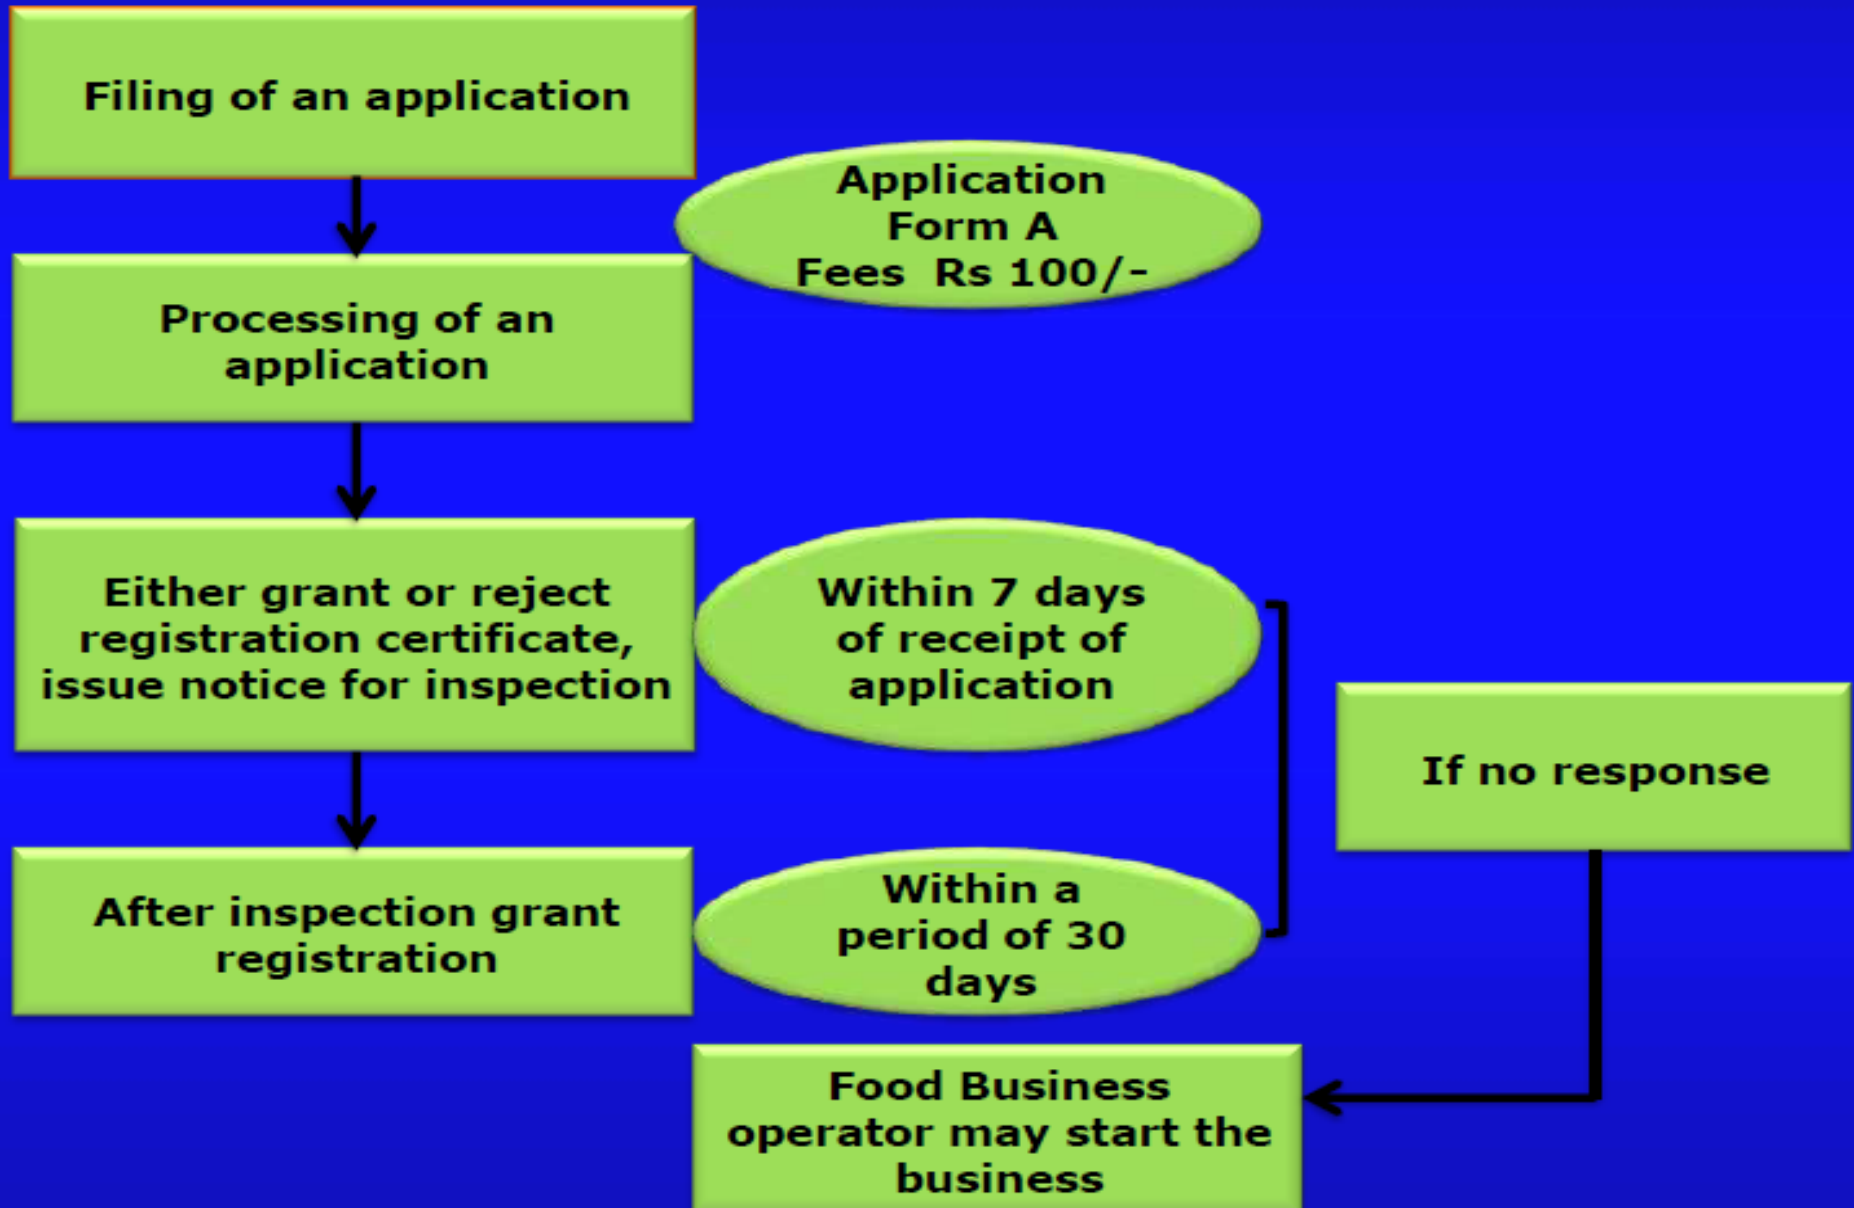 Filing of an application
Application
Form A
Fees  Rs 100/-
Processing of an
application
Either grant or reject
registration certificate,
issue notice for inspection
Within 7 days
of receipt of
application
If no response
After inspection grant
registration
Within a
period of 30
days
Food Business
operator may start the
business